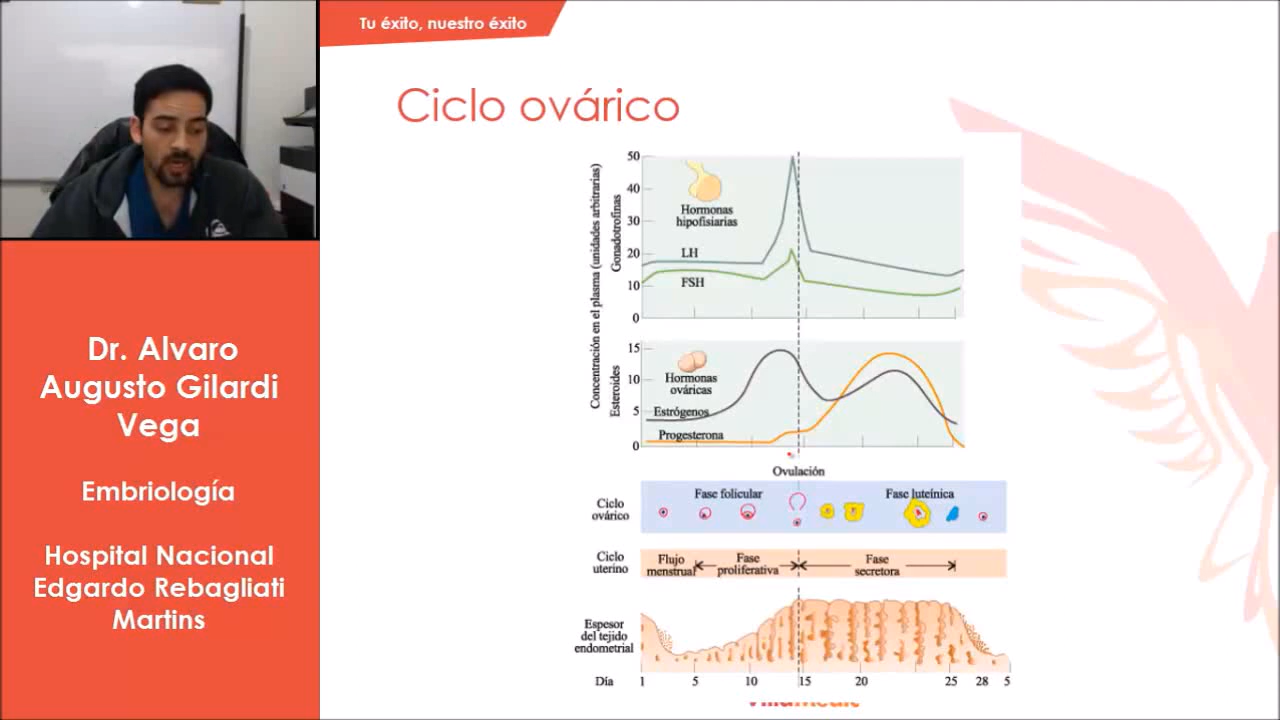 Tu éxito, nuestro éxito
Ciclo ovárico
Dr. Alvaro
Augusto Gilardi
Vega
Embriología
Hospital Nacional
Edgardo Rebagliati
Martins
Concentración en el plasma (unidades arbitrarias)
Gonadotrofinas
50
40
30
20
10
0
Hormonas
hipofisiarias
LH
FSH
Esteroides
15
10
5
0
Hormonas
ováricas
Estrógenos
Progesterona
Ovulación
Ciclo
ovárico
Fase folicular
Fase luteínica
Ciclo
uterino
Flujo
menstrual
Fase
proliferativa
Fase
secretora
Espesor
del tejido
endometrial
Día 1 5 10 15 20 25 28 5